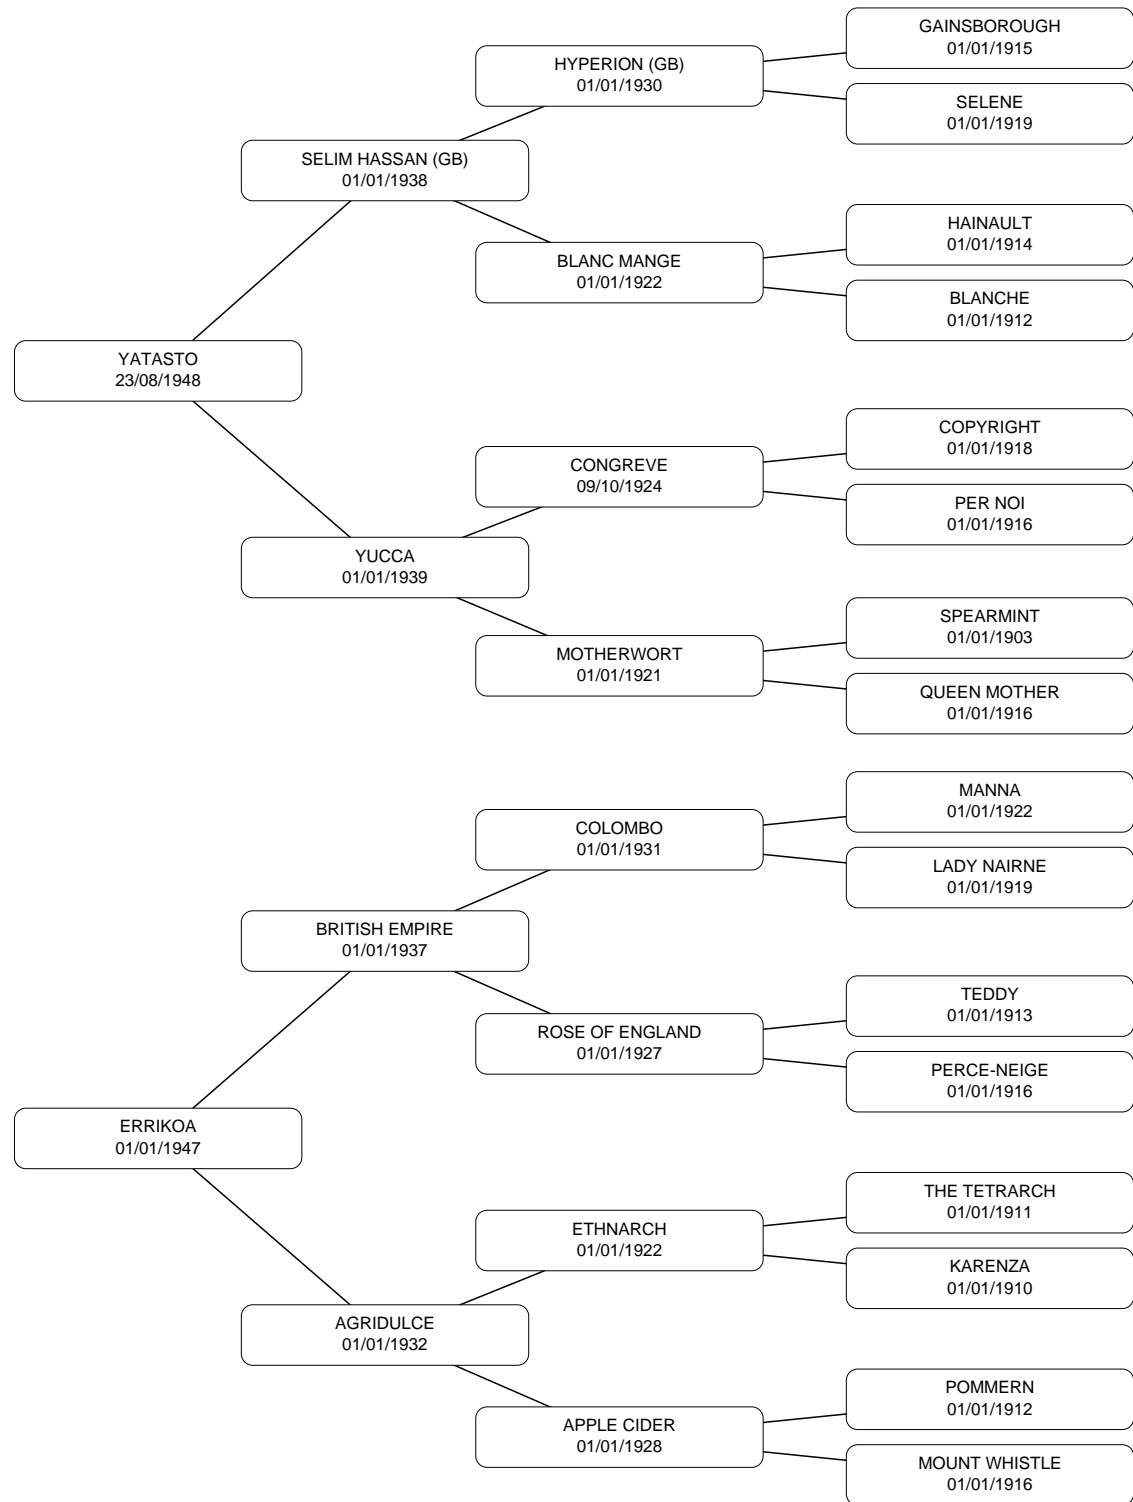 GAINSBOROUGH
01/01/1915
HYPERION (GB)
01/01/1930
SELENE
01/01/1919
SELIM HASSAN (GB)
01/01/1938
HAINAULT
01/01/1914
BLANC MANGE
01/01/1922
BLANCHE
01/01/1912
YATASTO
23/08/1948
COPYRIGHT
01/01/1918
CONGREVE
09/10/1924
PER NOI
01/01/1916
YUCCA
01/01/1939
SPEARMINT
01/01/1903
MOTHERWORT
01/01/1921
QUEEN MOTHER
01/01/1916
MANNA
01/01/1922
COLOMBO
01/01/1931
LADY NAIRNE
01/01/1919
BRITISH EMPIRE
01/01/1937
TEDDY
01/01/1913
ROSE OF ENGLAND
01/01/1927
PERCE-NEIGE
01/01/1916
ERRIKOA
01/01/1947
THE TETRARCH
01/01/1911
ETHNARCH
01/01/1922
KARENZA
01/01/1910
AGRIDULCE
01/01/1932
POMMERN
01/01/1912
APPLE CIDER
01/01/1928
MOUNT WHISTLE
01/01/1916